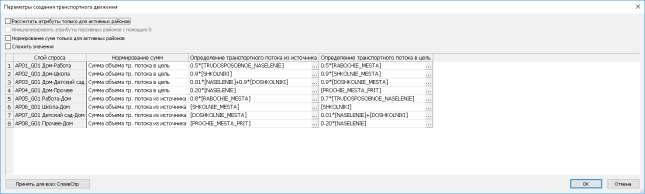 Параметры создания транспортного движения
Рассчитать атрибуты только для активных районов
Инициализировать атрибуты пассивных районов с помощью 0
Нормирование сумм только для активных районов
Сложить значения
Слой спроса Нормирование сумм Определение транспортного потока из источника Определение транспортного потока в цель
1 AP01_G01 Дом-Работа Сумма объема тр. потока в цель 0.5*[TRUDOSPOSOBNOE_NASELENIE] ... 0.5*[RABOCHIE_MESTA] ...
2 AP02_G01 Дом-Школа Сумма объема тр. потока в цель 0.9*[SHKOLNIKI] ... 0.9*[SHKOLNIE_MESTA] ...
3 AP03_G01 Дом-Детский сад Сумма объема тр. потока в цель 0.01*[NASELENIE]+0.9*[DOSHKOLNIKI] ... 0.9*[DOSHKOLNIE_MESTA] ...
4 AP04_G01 Дом-Прочее Сумма объема тр. потока в цель 0.20*[NASELENIE] ... [PROCHIE_MESTA_PRIT] ...
5 AP05_G01 Работа-Дом Сумма объема тр. потока из источника 0.8*[RABOCHIE_MESTA] ... 0.7*[TRUDOSPOSOBNOE_NASELENIE] ...
6 AP06_G01 Школа-Дом Сумма объема тр. потока из источника [SHKOLNIE_MESTA] ... [SHKOLNIKI] ...
7 AP07_G01 Детский сад-Дом Сумма объема тр. потока из источника [DOSHKOLNIE_MESTA] ... 0.01*[NASELENIE]+[DOSHKOLNIKI] ...
8 AP08_G01 Прочее-Дом Сумма объема тр. потока из источника [PROCHIE_MESTA_PRIT] ... 0.20*[NASELENIE] ...
Принять для всех СлоевСпр OK Отмена